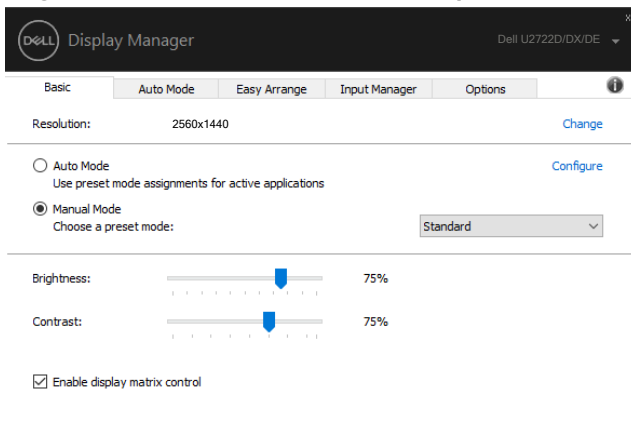 DELL Display Manager Dell U2722D/DX/DE
Basic Auto Mode Easy Arrange Input Manager Options
Resolution: 2560x1440 Change
Auto Mode Configure
Use preset mode assignments for active applications
Manual Mode
Choose a preset mode: Standard
Brightness: 75%
Contrast: 75%
Enable display matrix control